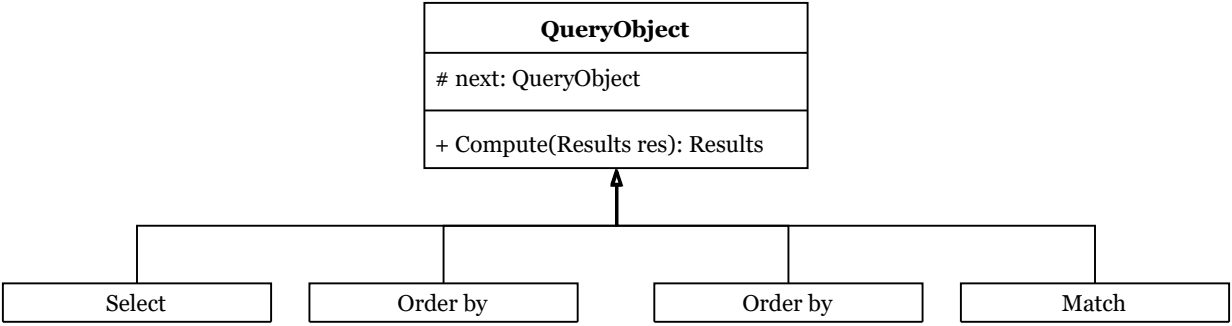 QueryObject
# next: QueryObject
+ Compute(Results res): Results
Select
Order by
Order by
Match